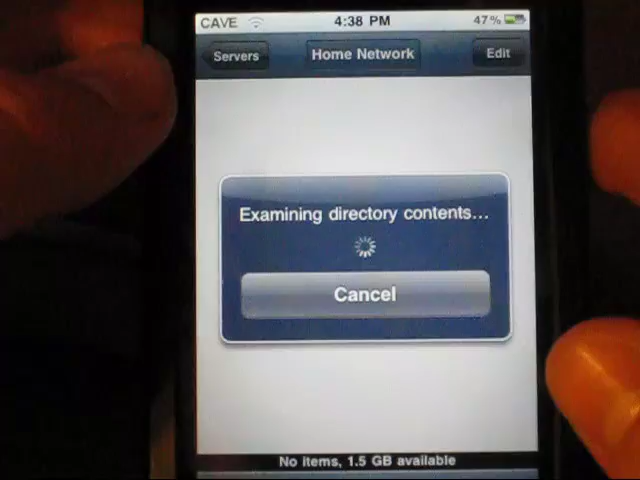 CAVE 4:38 PM 47%
Servers Home Network Edit
Examining directory contents...
Cancel
No items, 1.5 GB available